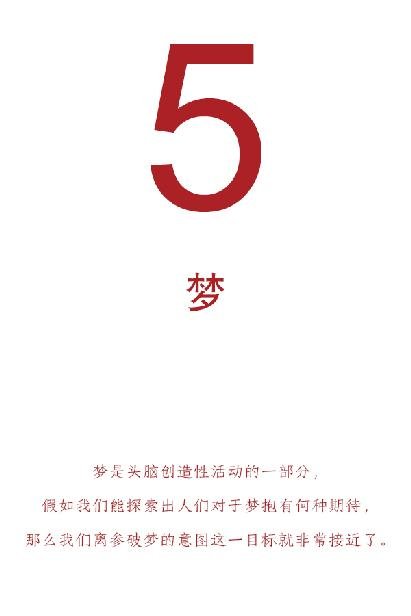 5
梦
梦是头脑创造性活动的一部分，
假如我们能探索出人们对于梦抱有何种期待，
那么我们离参破梦的意图这一目标就非常接近了。